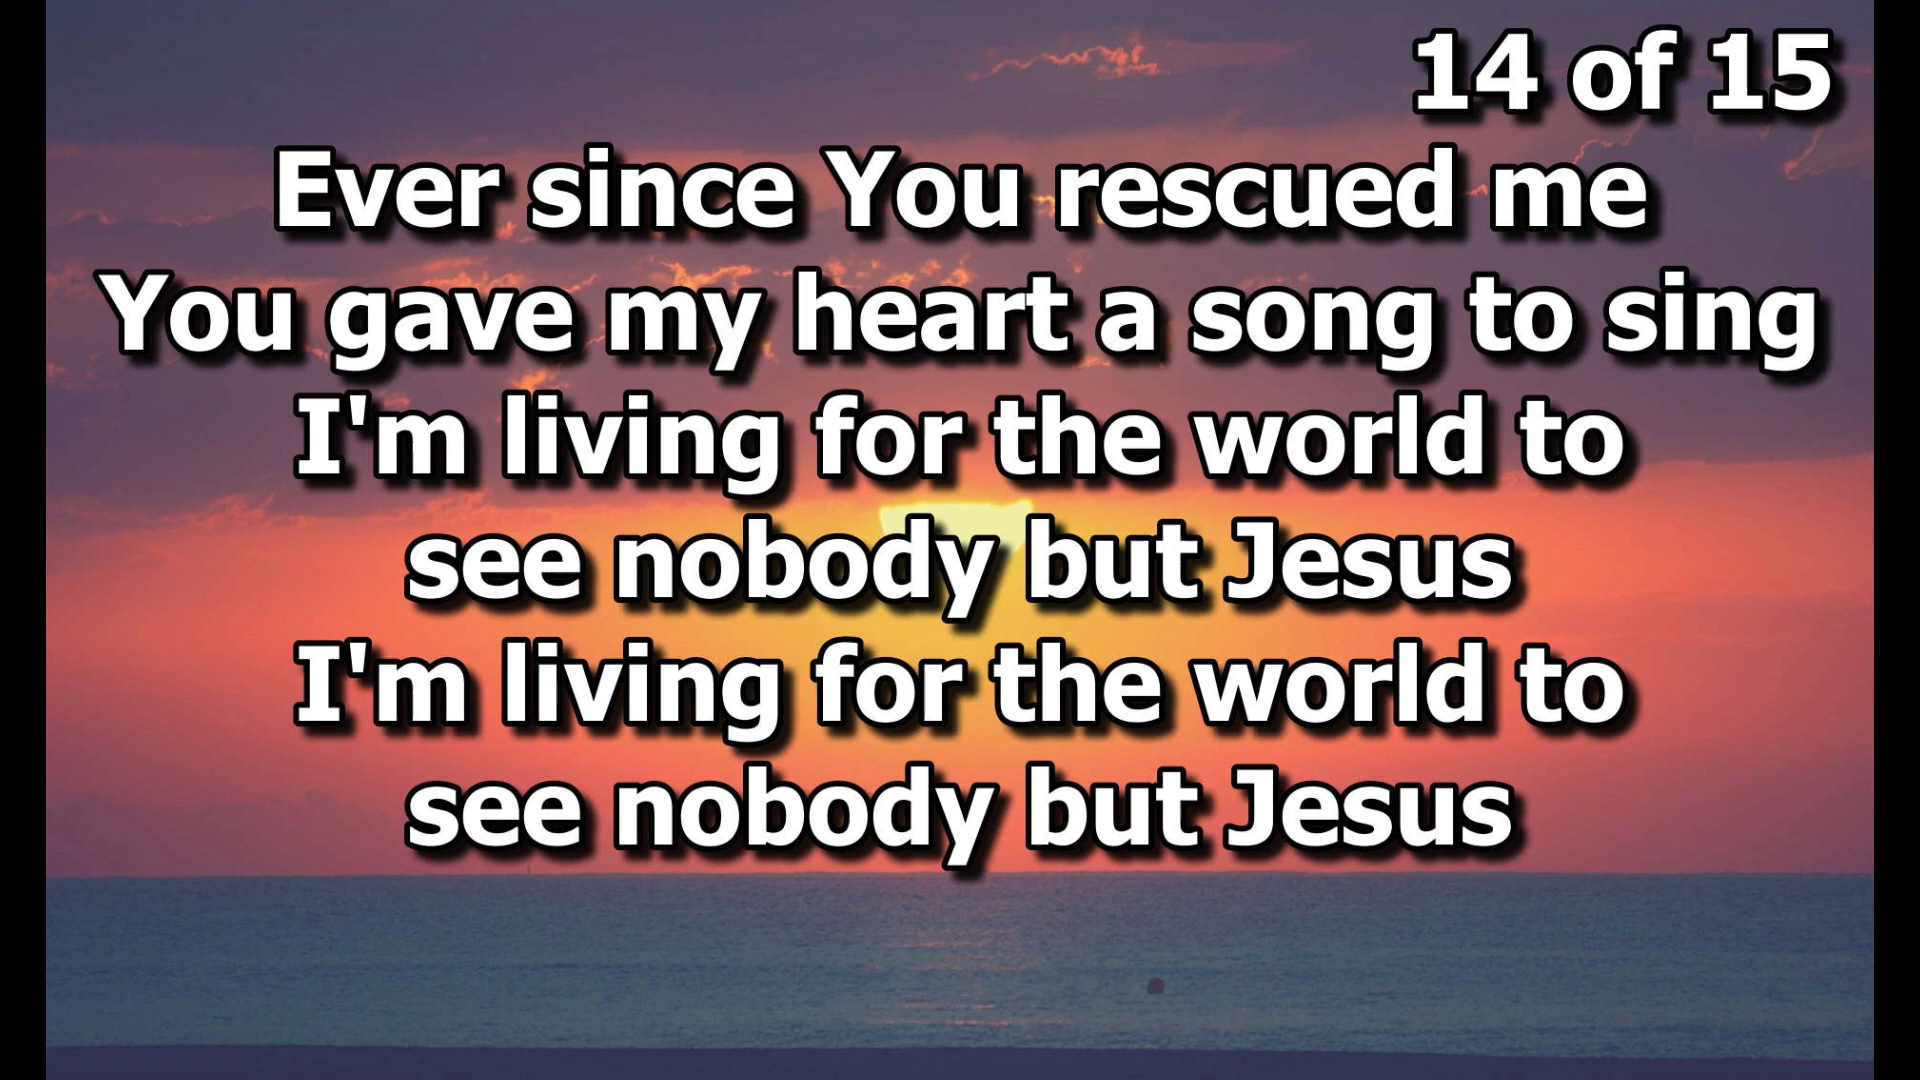 14 of 15
Ever since You rescued me
You gave my heart a song to sing
I'm living for the world to
see nobody but Jesus
I'm living for the world to
see nobody but Jesus